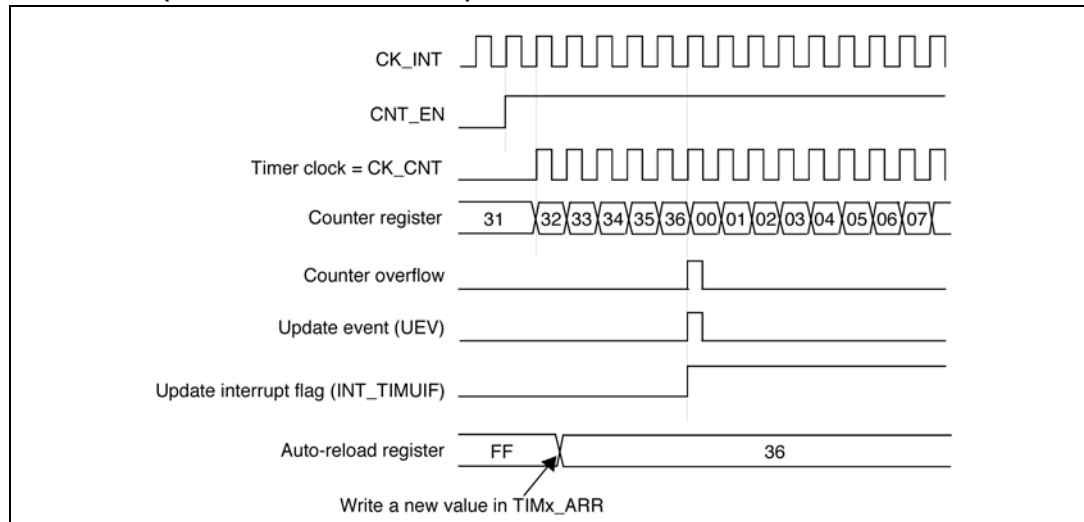 CK_INT
CNT_EN
Timer clock = CK_CNT
Counter register 31 32 33 34 35 36 00 01 02 03 04 05 06 07
Counter overflow
Update event (UEV)
Update interrupt flag (INT_TIMUIF)
Auto-reload register FF 36
Write a new value in TIMx_ARR